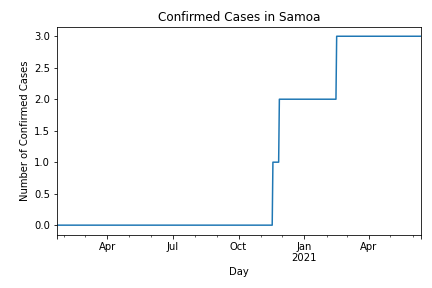 Confirmed Cases in Samoa
Number of Confirmed Cases
3.0
2.5
2.0
1.5
1.0
0.5
0.0
Apr Jul Oct Jan Apr
2021
Day